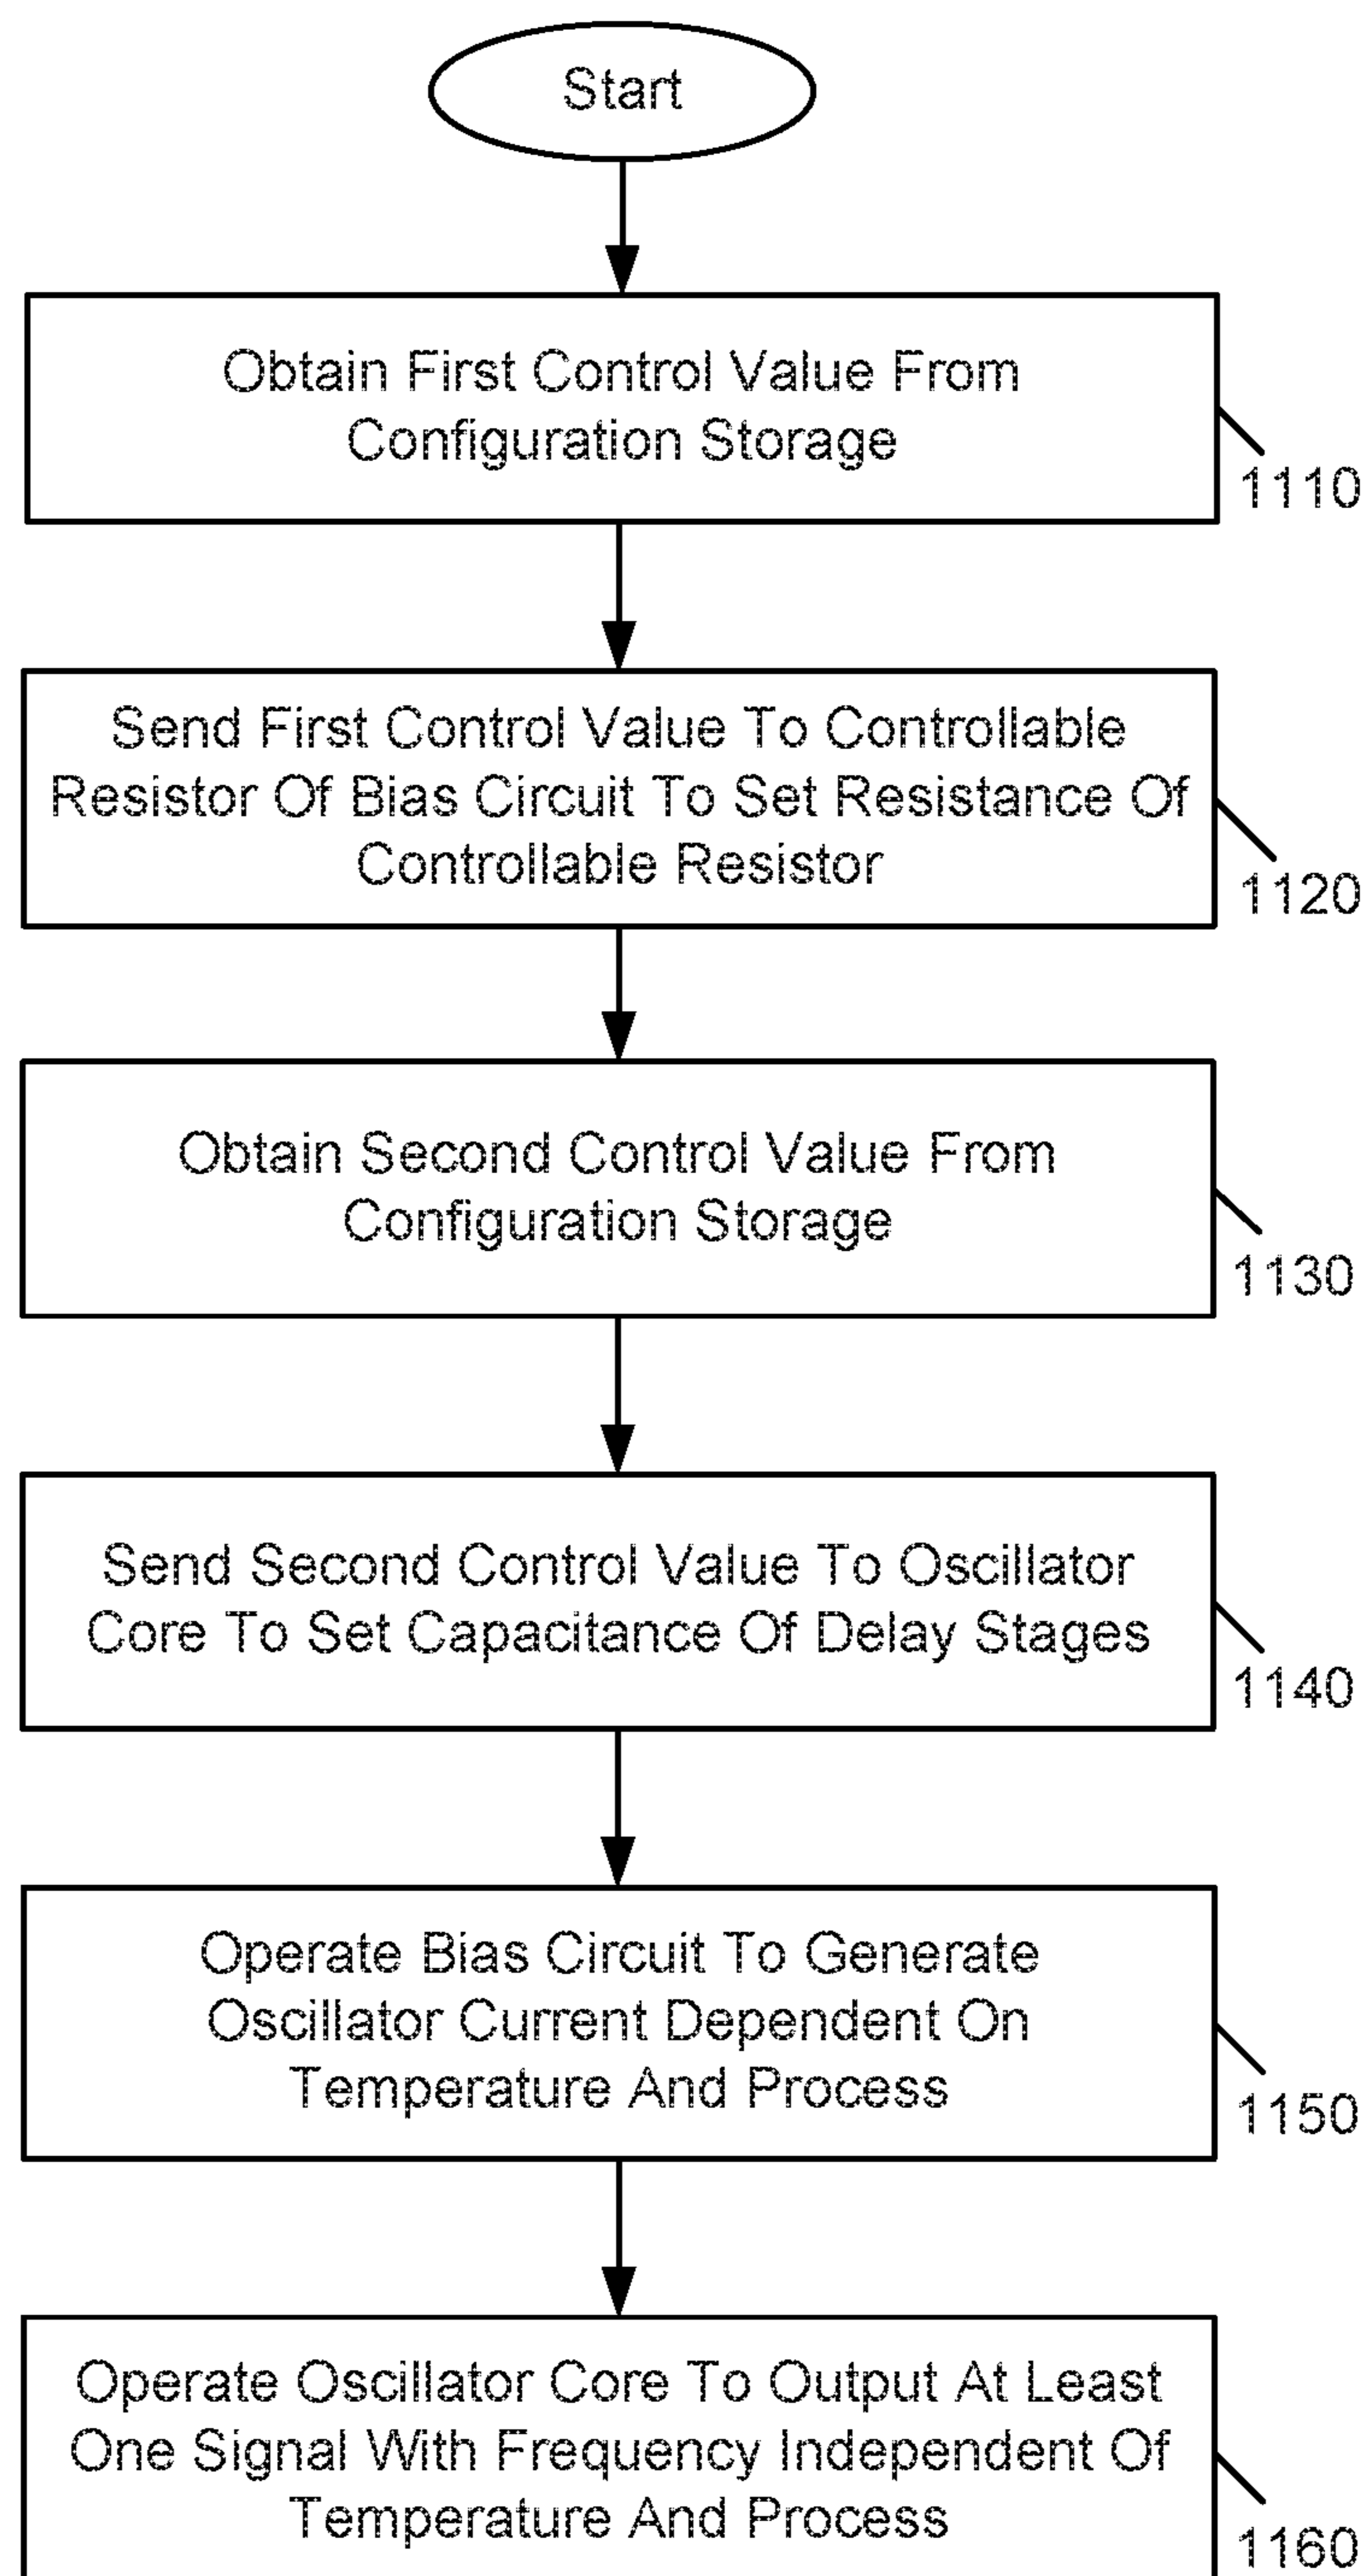 Start
Obtain First Control Value From
Configuration Storage
1110
Send First Control Value To Controllable
Resistor Of Bias Circuit To Set Resistance Of
Controllable Resistor
1120
Obtain Second Control Value From
Configuration Storage
1130
Send Second Control Value To Oscillator
Core To Set Capacitance Of Delay Stages
1140
Operate Bias Circuit To Generate
Oscillator Current Dependent On
Temperature And Process
1150
Operate Oscillator Core To Output At Least
One Signal With Frequency Independent Of
Temperature And Process
1160